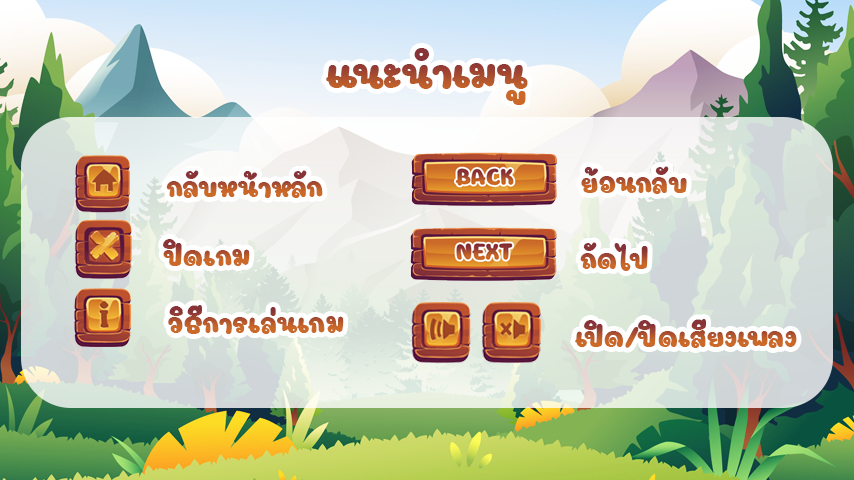 แนะนำเมนู
กลับหน้าหลัก
ปิดเกม
วิธีการเล่นเกม
BACK ย้อนกลับ
NEXT ถัดไป
เปิด/ปิดเสียงเพลง